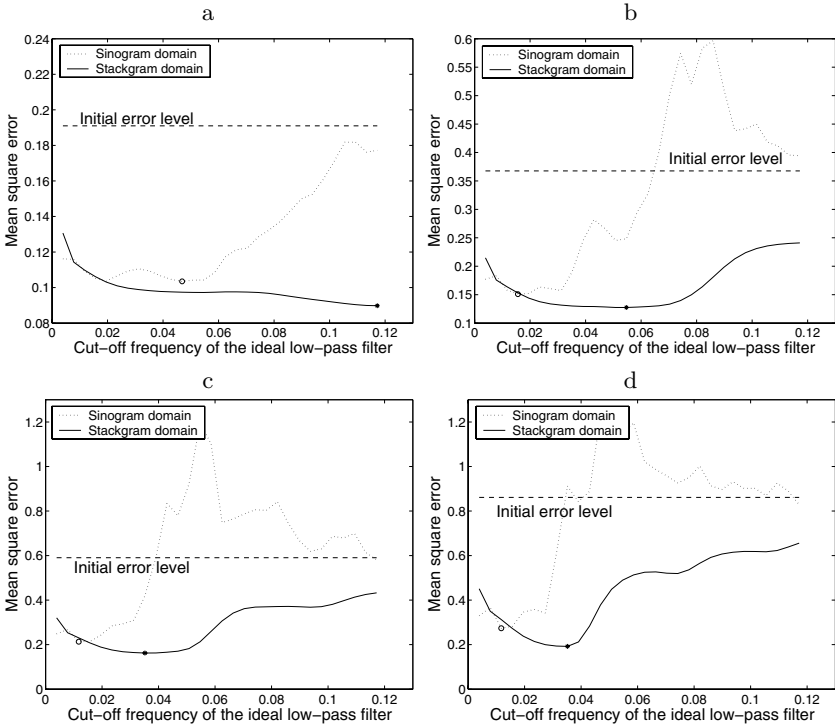 a
0.24
0.22
0.2
0.18
0.16
0.14
0.12
0.1
0.08
0
0.02
0.04
0.06
0.08
0.1
0.12
Sinogram domain
Stackgram domain
Initial error level
Mean square error
Cut−off frequency of the ideal low−pass filter
b
0.6
0.55
0.5
0.45
0.4
0.35
0.3
0.25
0.2
0.15
0.1
0
0.02
0.04
0.06
0.08
0.1
0.12
Sinogram domain
Stackgram domain
Initial error level
Mean square error
Cut−off frequency of the ideal low−pass filter
c
1.2
1
0.8
0.6
0.4
0.2
0
0
0.02
0.04
0.06
0.08
0.1
0.12
Sinogram domain
Stackgram domain
Initial error level
Mean square error
Cut−off frequency of the ideal low−pass filter
d
1.2
1
0.8
0.6
0.4
0.2
0
0
0.02
0.04
0.06
0.08
0.1
0.12
Sinogram domain
Stackgram domain
Initial error level
Mean square error
Cut−off frequency of the ideal low−pass filter